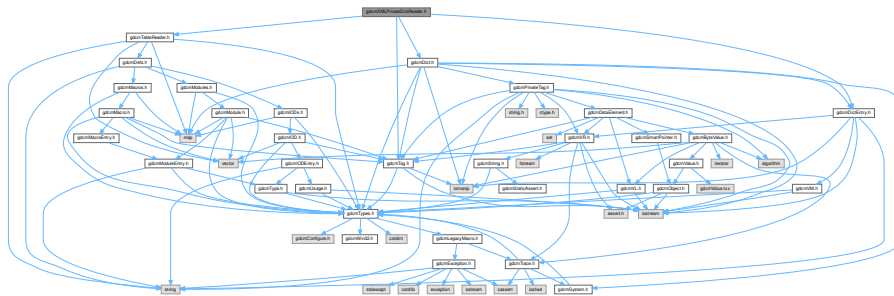 gdcmXMLPrivateDictReader.h
gdcmTableReader.h
gdcmDefs.h
gdcmDict.h
gdcmMacros.h
gdcmModules.h
gdcmPrivateTag.h
gdcmMacro.h
gdcmModule.h
gdcmIODs.h
string.h
ctype.h
gdcmDataElement.h
gdcmDictEntry.h
gdcmMacroEntry.h
map
gdcmIOD.h
set
gdcmVR.h
gdcmSmartPointer.h
gdcmByteValue.h
gdcmModuleEntry.h
vector
gdcmIODEntry.h
gdcmTag.h
gdcmString.h
fstream
gdcmValue.h
iterator
algorithm
gdcmType.h
gdcmUsage.h
iomanip
gdcmStaticAssert.h
gdcmVL.h
gdcmObject.h
gdcmValue.txx
gdcmVM.h
gdcmTypes.h
assert.h
iostream
gdcmConfigure.h
gdcmWin32.h
cstdint
gdcmLegacyMacro.h
gdcmException.h
gdcmTrace.h
string
stdexcept
cstdlib
exception
sstream
cassert
iosfwd
gdcmSystem.h